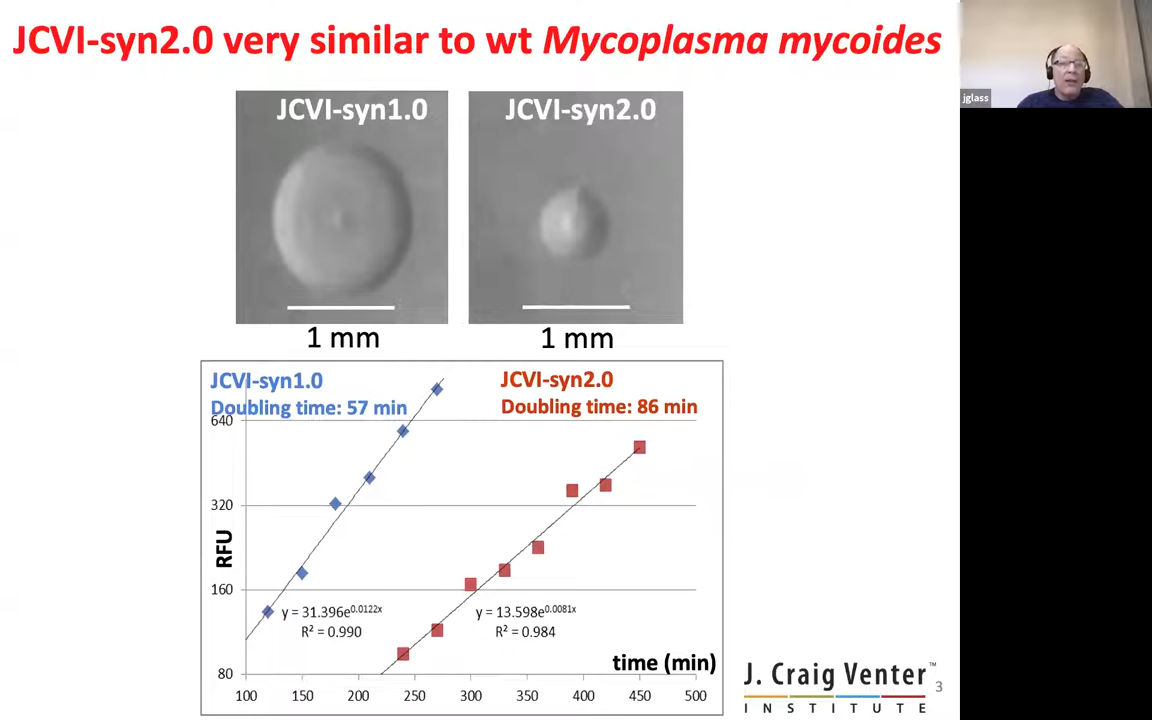 JCVI-syn2.0 very similar to wt Mycoplasma mycoides
jglass
JCVI-syn1.0
JCVI-syn2.0
1 mm
1 mm
JCVI-syn1.0
Doubling time: 57 min
JCVI-syn2.0
Doubling time: 86 min
640
320
RFU
160
y = 31.396e^0.0122x
R² = 0.990
y = 13.598e^0.0081x
R² = 0.984
time (min)
80
100 150 200 250 300 350 400 450 500
J. Craig Venter™
INSTITUTE
3